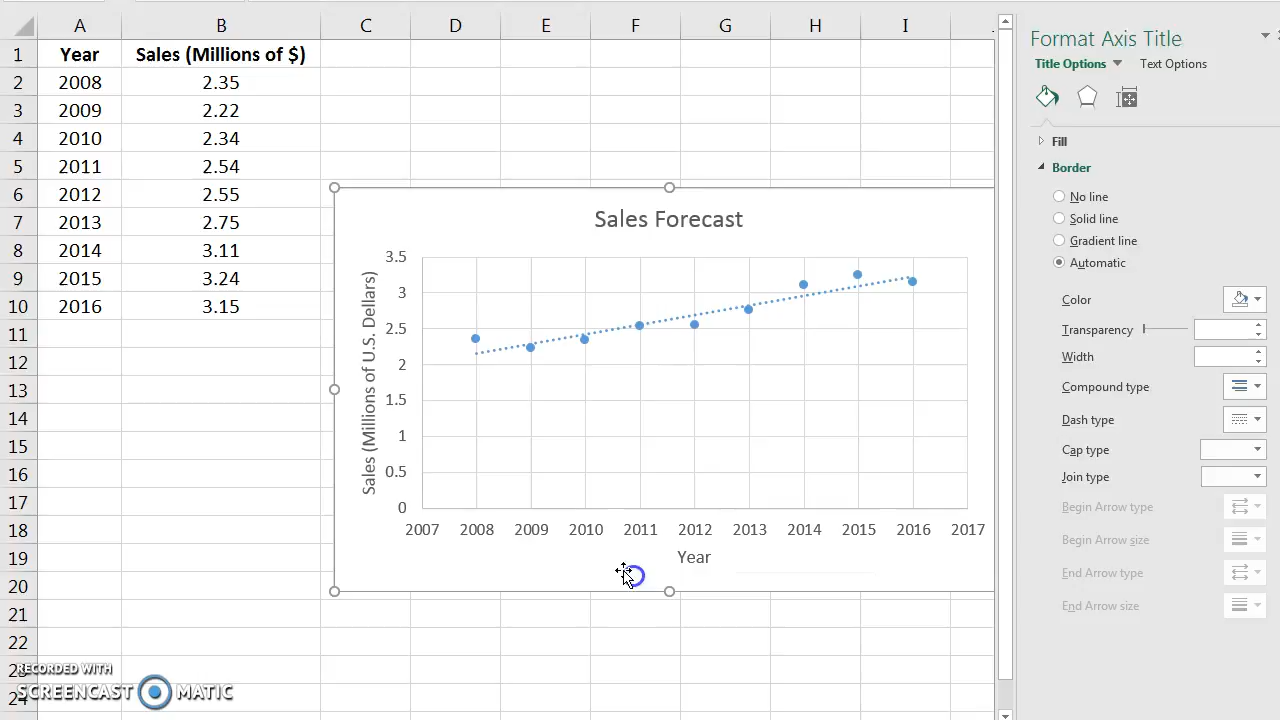 A B C D E F G H I
1 Year Sales (Millions of $)
2 2008 2.35
3 2009 2.22
4 2010 2.34
5 2011 2.54
6 2012 2.55
7 2013 2.75
8 2014 3.11
9 2015 3.24
10 2016 3.15
11
12
13
14
15
16
17
18
19
20
21
22
23
24
Sales Forecast
Sales (Millions of U.S. Dellars)
3.5
3
2.5
2
1.5
1
0.5
0
2007 2008 2009 2010 2011 2012 2013 2014 2015 2016 2017
Year
Format Axis Title
Title Options Text Options
Fill
Border
No line
Solid line
Gradient line
Automatic
Color
Transparency
Width
Compound type
Dash type
Cap type
Join type
Begin Arrow type
Begin Arrow size
End Arrow type
End Arrow size
RECORDED WITH
SCREENCAST MATIC